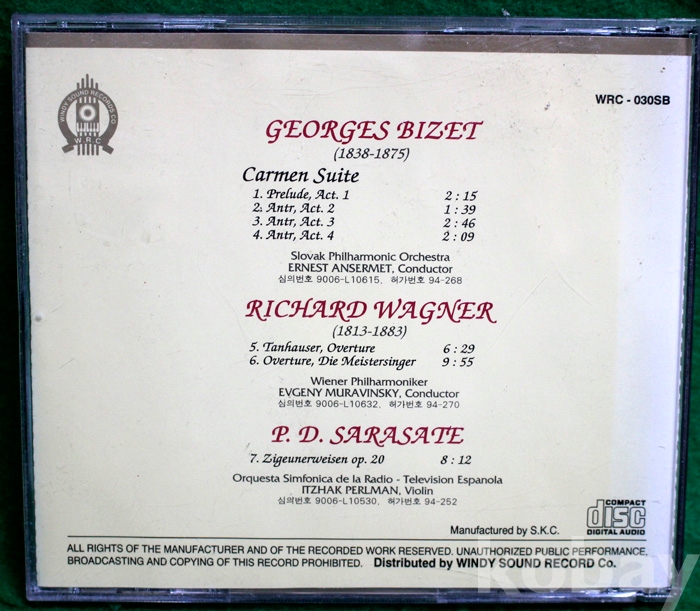 WINDY SOUND RECORDS CO
W.R.C
WRC - 030SB
GEORGES BIZET
(1838-1875)
Carmen Suite
1. Prelude, Act. 1 2 : 15
2. Antr, Act. 2 1 : 39
3. Antr, Act. 3 2 : 46
4. Antr, Act. 4 2 : 09
Slovak Philharmonic Orchestra
ERNEST ANSERMET, Conductor
심의번호 9006-L10615, 허가번호 94-268
RICHARD WAGNER
(1813-1883)
5. Tanhauser, Overture 6 : 29
6. Overture, Die Meistersinger 9 : 55
Wiener Philharmoniker
EVGENY MURAVINSKY, Conductor
심의번호 9006-L10632, 허가번호 94-270
P. D. SARASATE
7. Zigeunerweisen op. 20 8 : 12
Orquesta Simfonica de la Radio - Television Espanola
ITZHAK PERLMAN, Violin
심의번호 9006-L10530, 허가번호 94-252
COMPACT
disc
DIGITAL AUDIO
Manufactured by S.K.C.
ALL RIGHTS OF THE MANUFACTURER AND OF THE RECORDED WORK RESERVED. UNAUTHORIZED PUBLIC PERFORMANCE,
BROADCASTING AND COPYING OF THIS RECORD PROHIBITED. Distributed by WINDY SOUND RECORD Co.
kobay